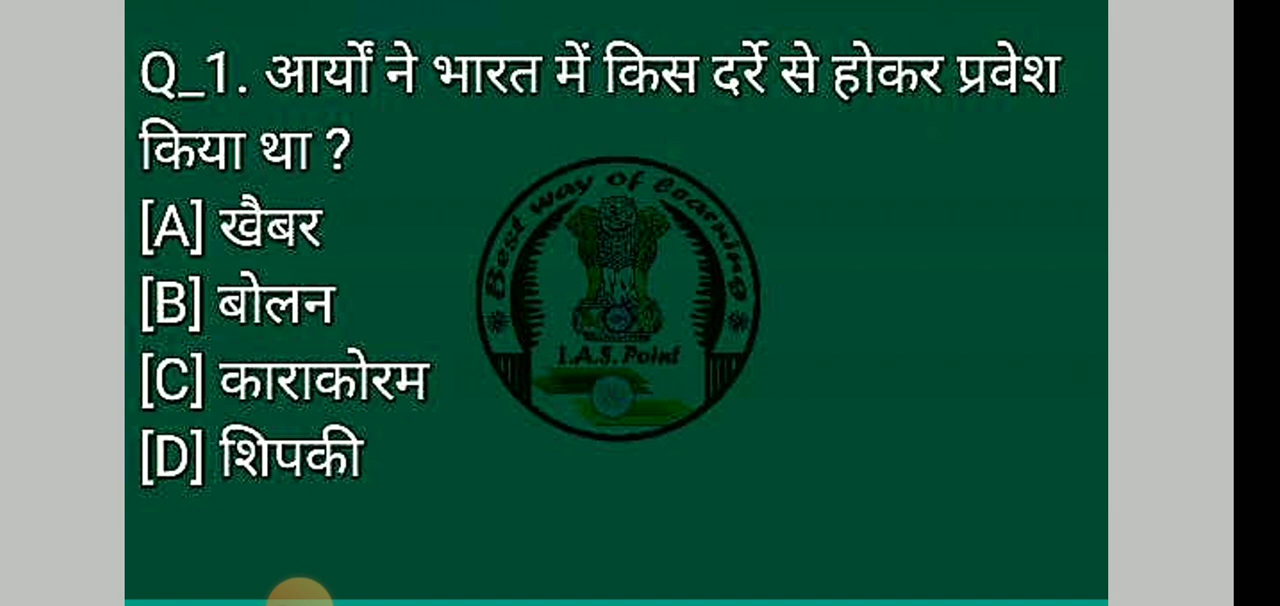 Q_1. आर्यों ने भारत में किस दर्रे से होकर प्रवेश
किया था ?
[A] खैबर
[B] बोलन
[C] काराकोरम
[D] शिपकी
Best way of Learning
I.A.S. Point